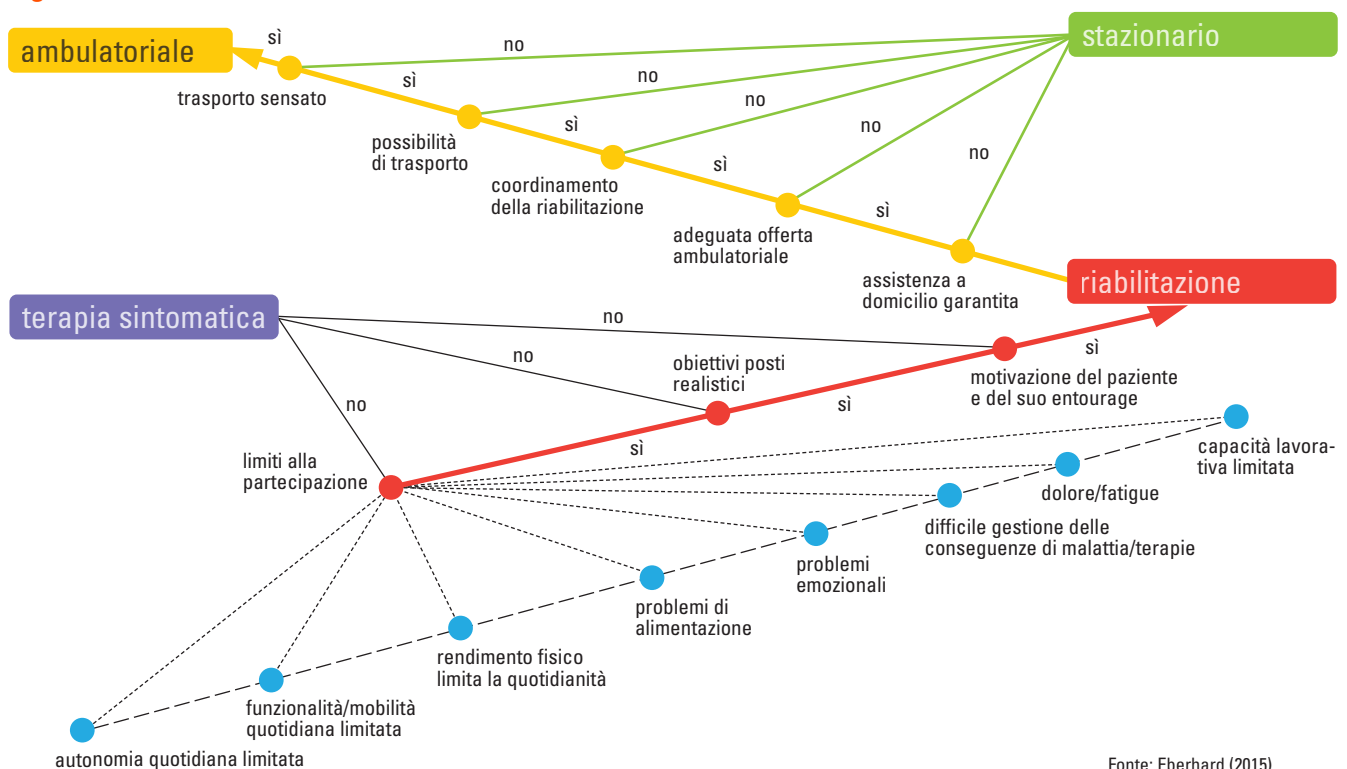 ambulatoriale
sì
no
stazionario
trasporto sensato
sì
no
possibilità
di trasporto
sì
no
coordinamento
della riabilitazione
sì
no
adeguata offerta
ambulatoriale
sì
no
assistenza a
domicilio garantita
riabilitazione
terapia sintomatica
no
no
no
obiettivi posti
realistici
sì
motivazione del paziente
e del suo entourage
sì
sì
limiti alla
partecipazione
capacità lavora-
tiva limitata
dolore/fatigue
difficile gestione delle
conseguenze di malattia/terapie
problemi
emozionali
problemi di
alimentazione
rendimento fisico
limita la quotidianità
funzionalità/mobilità
quotidiana limitata
autonomia quotidiana limitata
Fonte: Eberhard (2015)